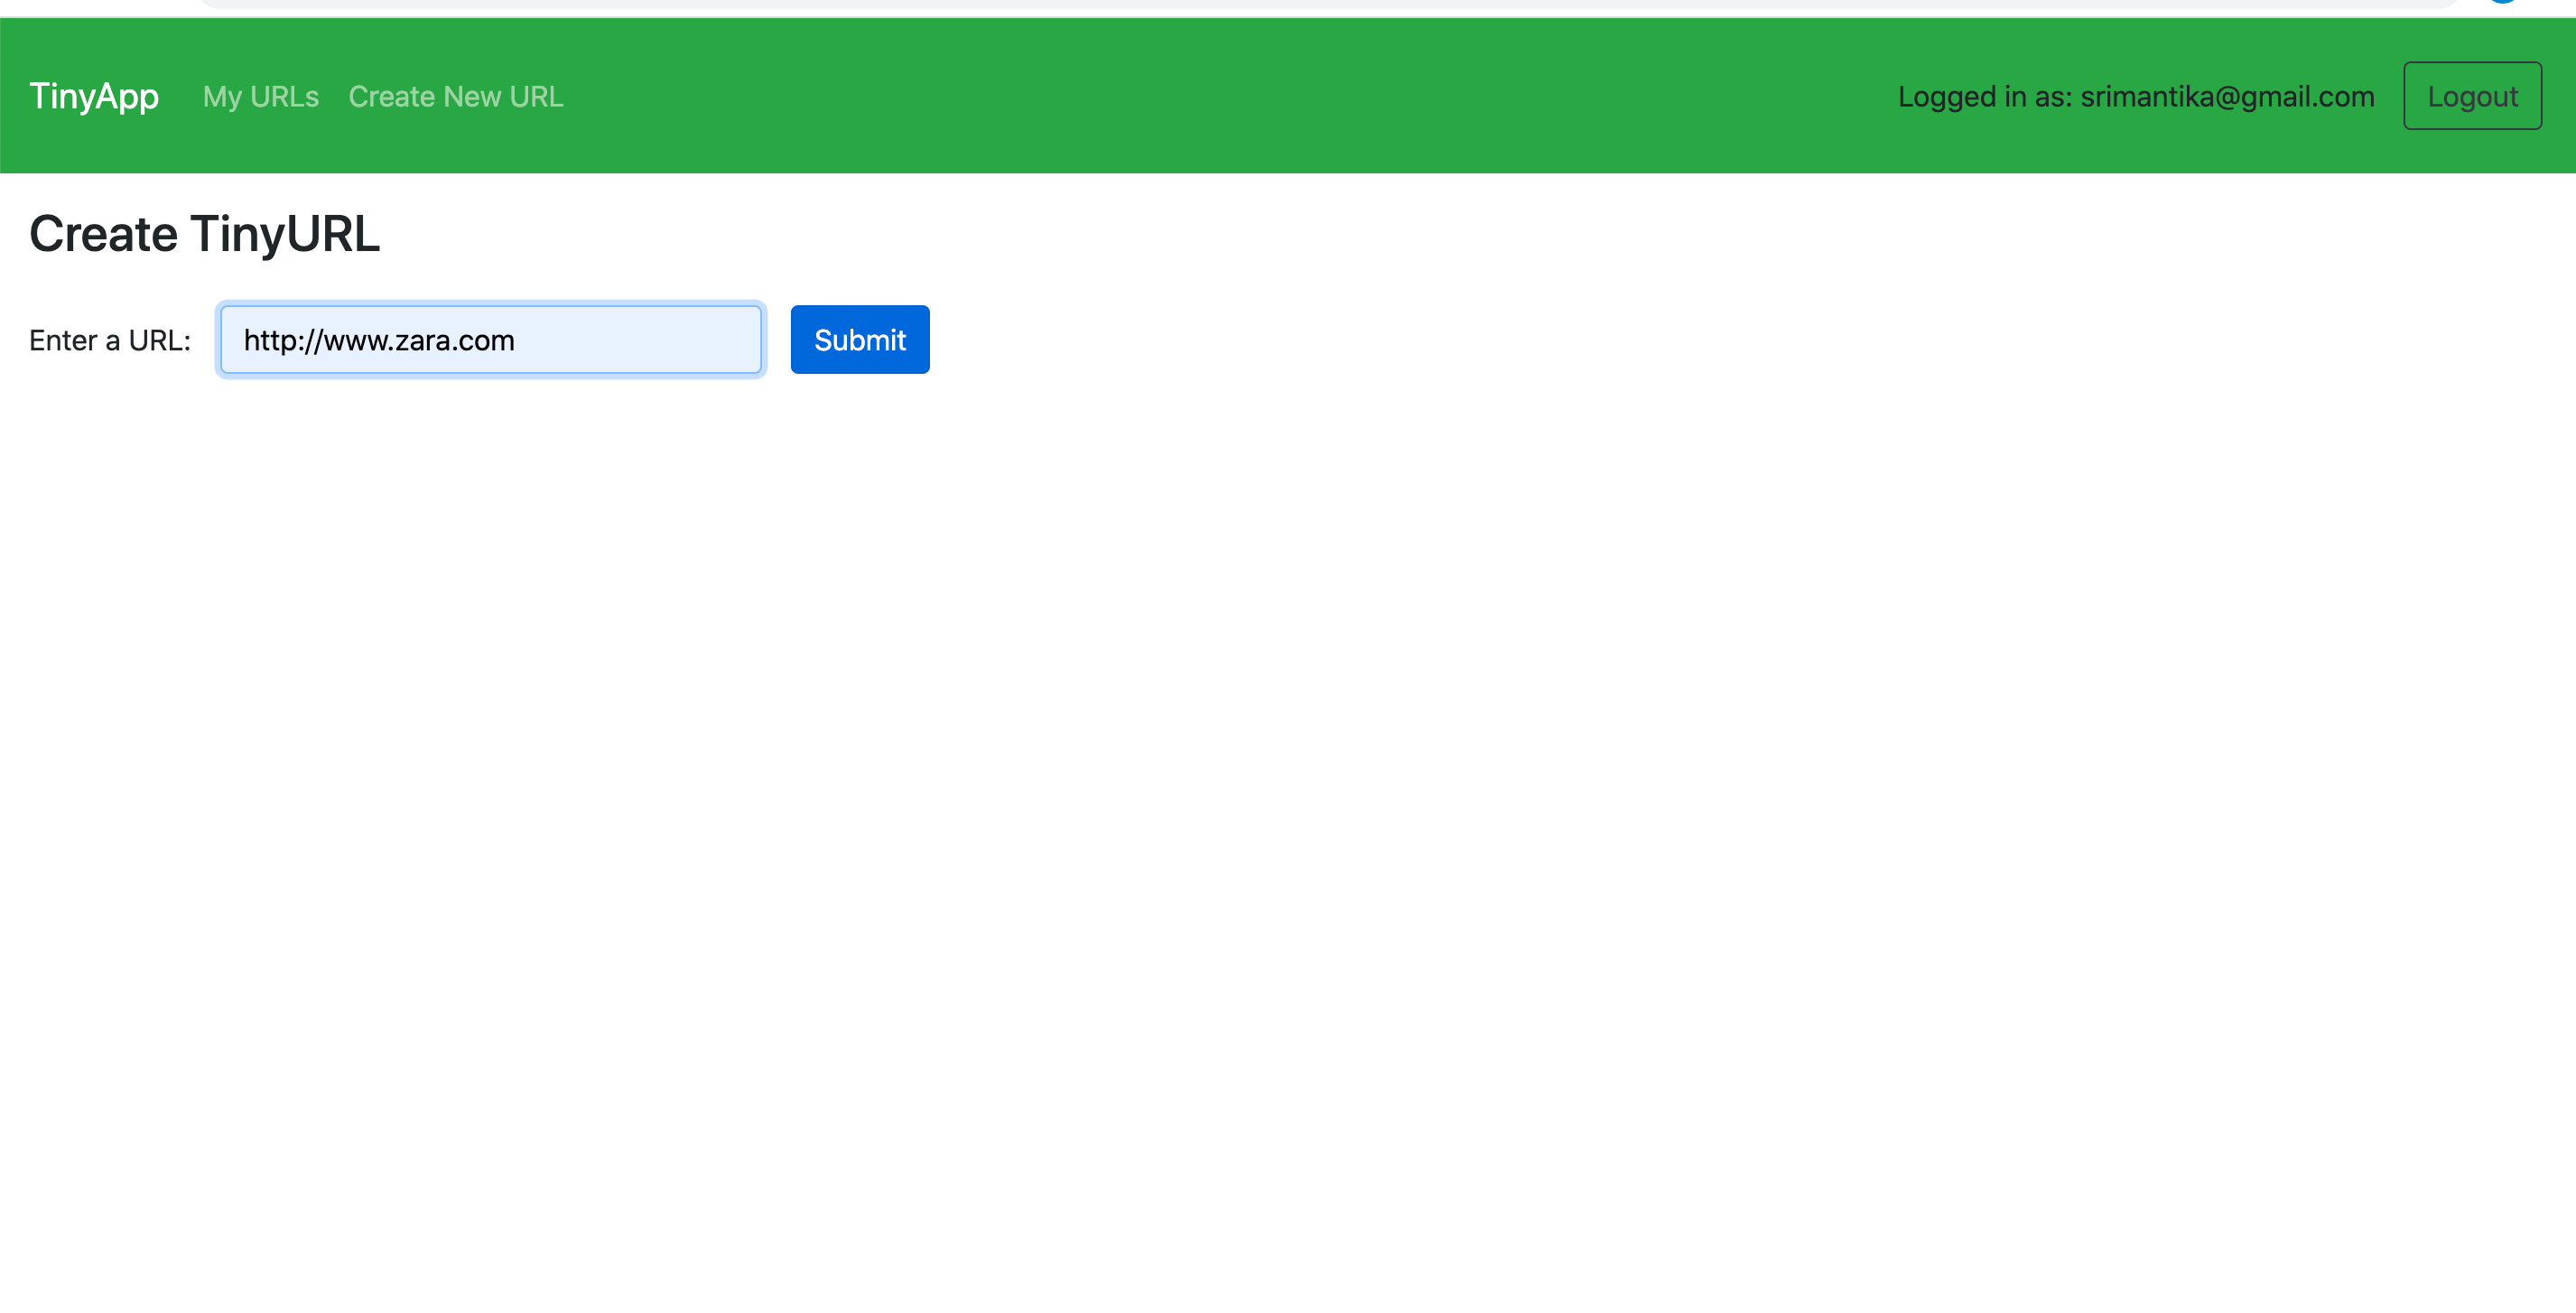 TinyApp My URLs Create New URL Logged in as: srimantika@gmail.com Logout
Create TinyURL
Enter a URL: http://www.zara.com Submit